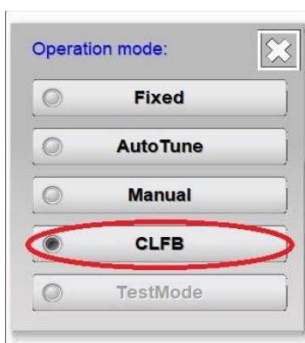 Operation mode:
Fixed
AutoTune
Manual
CLFB
TestMode